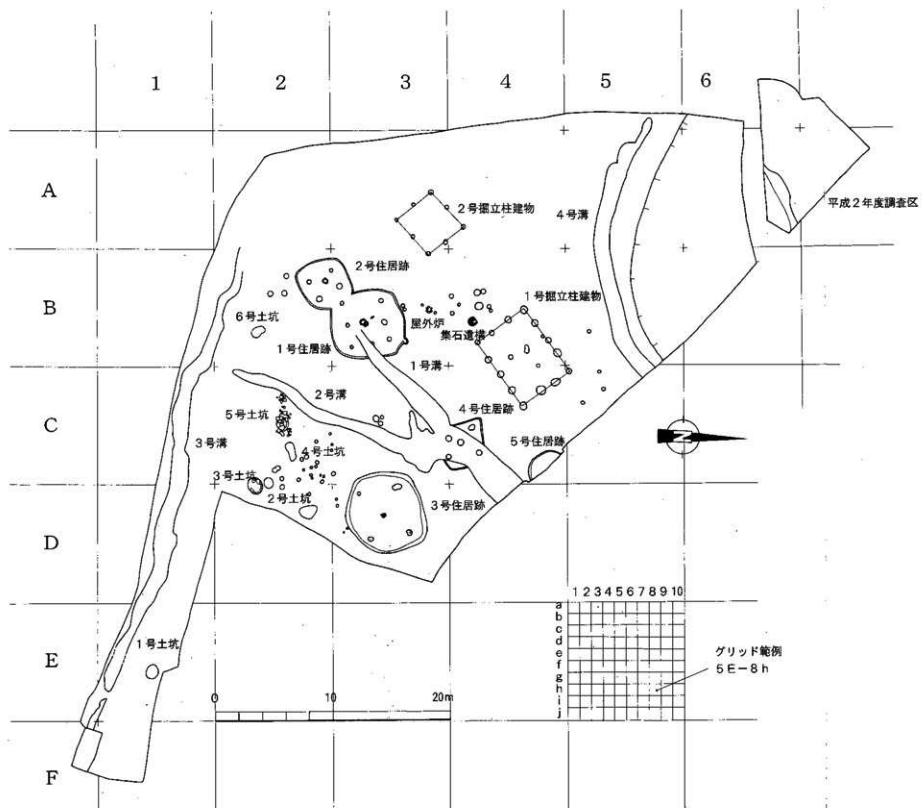 1 2 3 4 5 6
A
B
C
D
E
F
平成2年度調査区
2号掘立柱建物
4号溝
2号住居跡
1号掘立柱建物
6号土坑
屋外炉
集石遺構
1号住居跡
1号溝
2号溝
4号住居跡
5号土坑
5号住居跡
N
3号溝
4号土坑
3号土坑
2号土坑
3号住居跡
1号土坑
1 2 3 4 5 6 7 8 9 10
a
b
c
d
e
f
g
h
i
j
グリッド範例
5E-8h
0 10 20m